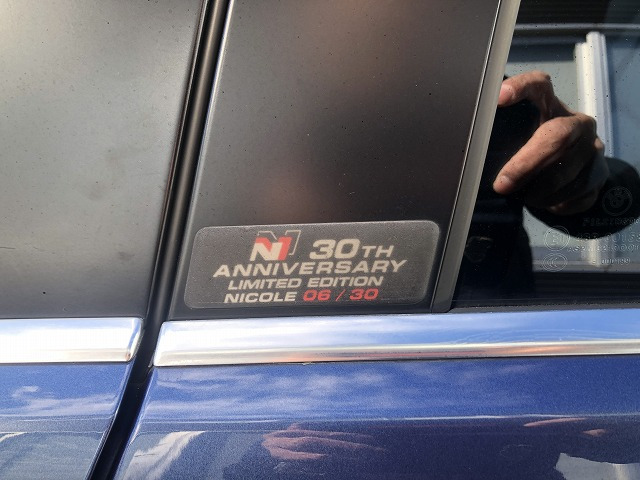 N 30TH
ANNIVERSARY
LIMITED EDITION
NICOLE 06 / 30